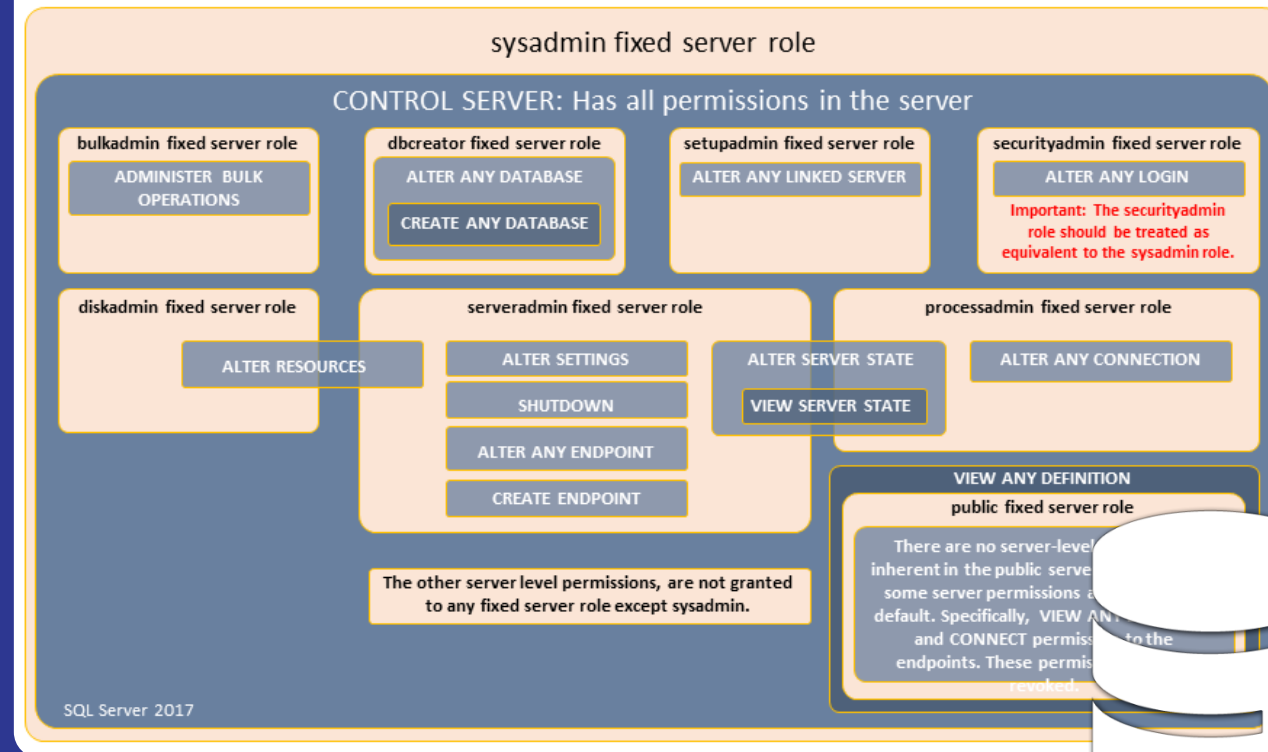 sysadmin fixed server role
CONTROL SERVER: Has all permissions in the server
bulkadmin fixed server role
ADMINISTER BULK
OPERATIONS
dbcreator fixed server role
ALTER ANY DATABASE
CREATE ANY DATABASE
setupadmin fixed server role
ALTER ANY LINKED SERVER
securityadmin fixed server role
ALTER ANY LOGIN
Important: The securityadmin
role should be treated as
equivalent to the sysadmin role.
diskadmin fixed server role
ALTER RESOURCES
serveradmin fixed server role
ALTER SETTINGS
SHUTDOWN
ALTER ANY ENDPOINT
CREATE ENDPOINT
ALTER SERVER STATE
VIEW SERVER STATE
processadmin fixed server role
ALTER ANY CONNECTION
VIEW ANY DEFINITION
public fixed server role
There are no server-level
inherent in the public
some server permissions
default. Specifically, VIEW
and CONNECT to the
endpoints. These
revoked.
The other server level permissions, are not granted
to any fixed server role except sysadmin.
SQL Server 2017